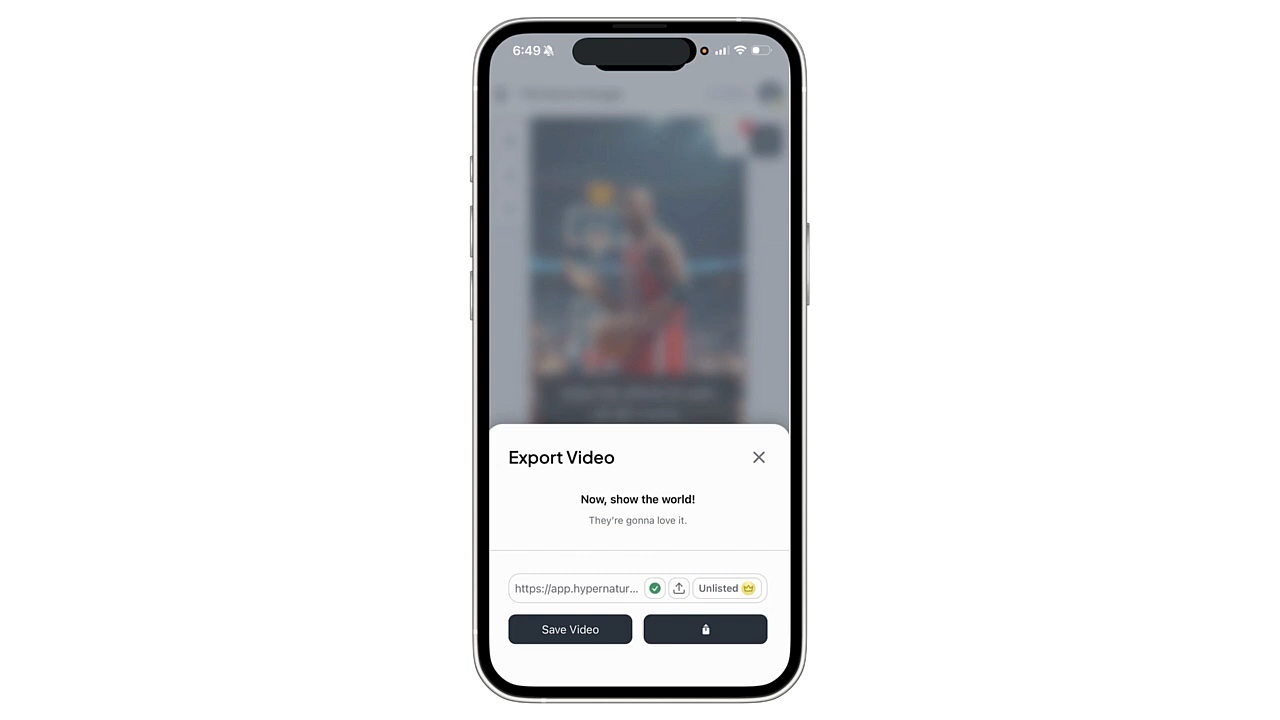 6:49
Export Video
Now, show the world!
They're gonna love it.
https://app.hypernatur... Unlisted
Save Video